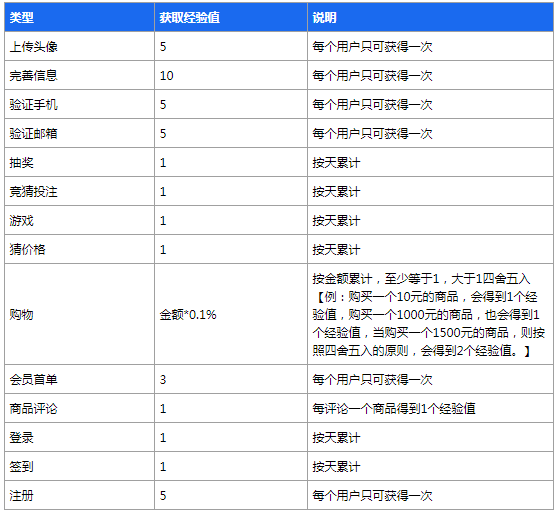 类型 获取经验值 说明
上传头像 5 每个用户只可获得一次
完善信息 10 每个用户只可获得一次
验证手机 5 每个用户只可获得一次
验证邮箱 5 每个用户只可获得一次
抽奖 1 按天累计
竞猜投注 1 按天累计
游戏 1 按天累计
猜价格 1 按天累计
购物 金额*0.1% 按金额累计，至少等于1，大于1四舍五入
【例：购买一个10元的商品，会得到1个经
验值，购买一个1000元的商品，也会得到1
个经验值，当购买一个1500元的商品，则按
照四舍五入的原则，会得到2个经验值。】
会员首单 3 每个用户只可获得一次
商品评论 1 每评论一个商品得到1个经验值
登录 1 按天累计
签到 1 按天累计
注册 5 每个用户只可获得一次